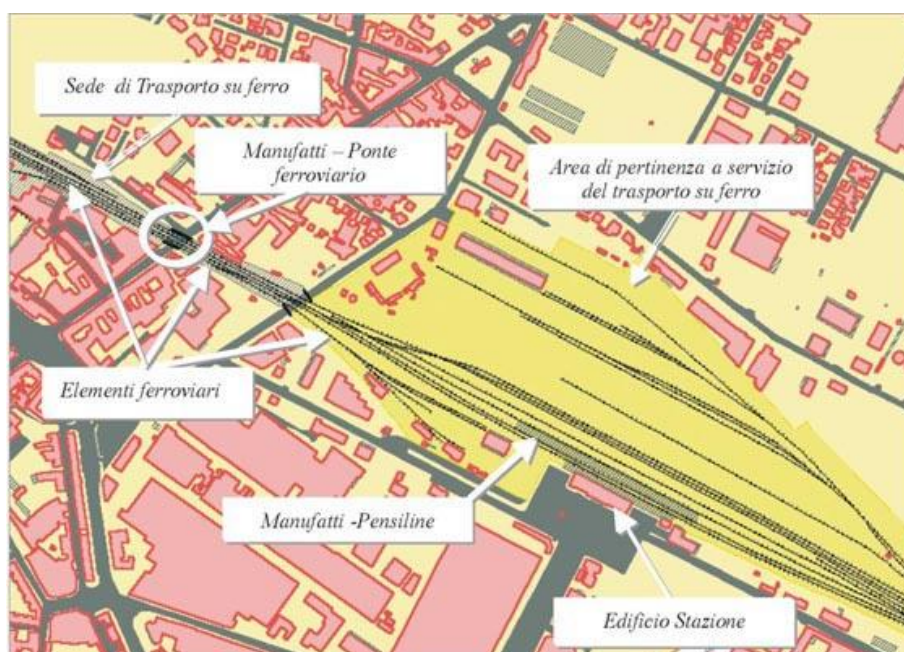 Sede di Trasporto su ferro
Manufatti – Ponte
ferroviario
Area di pertinenza a servizio
del trasporto su ferro
Elementi ferroviari
Manufatti -Pensiline
Edificio Stazione